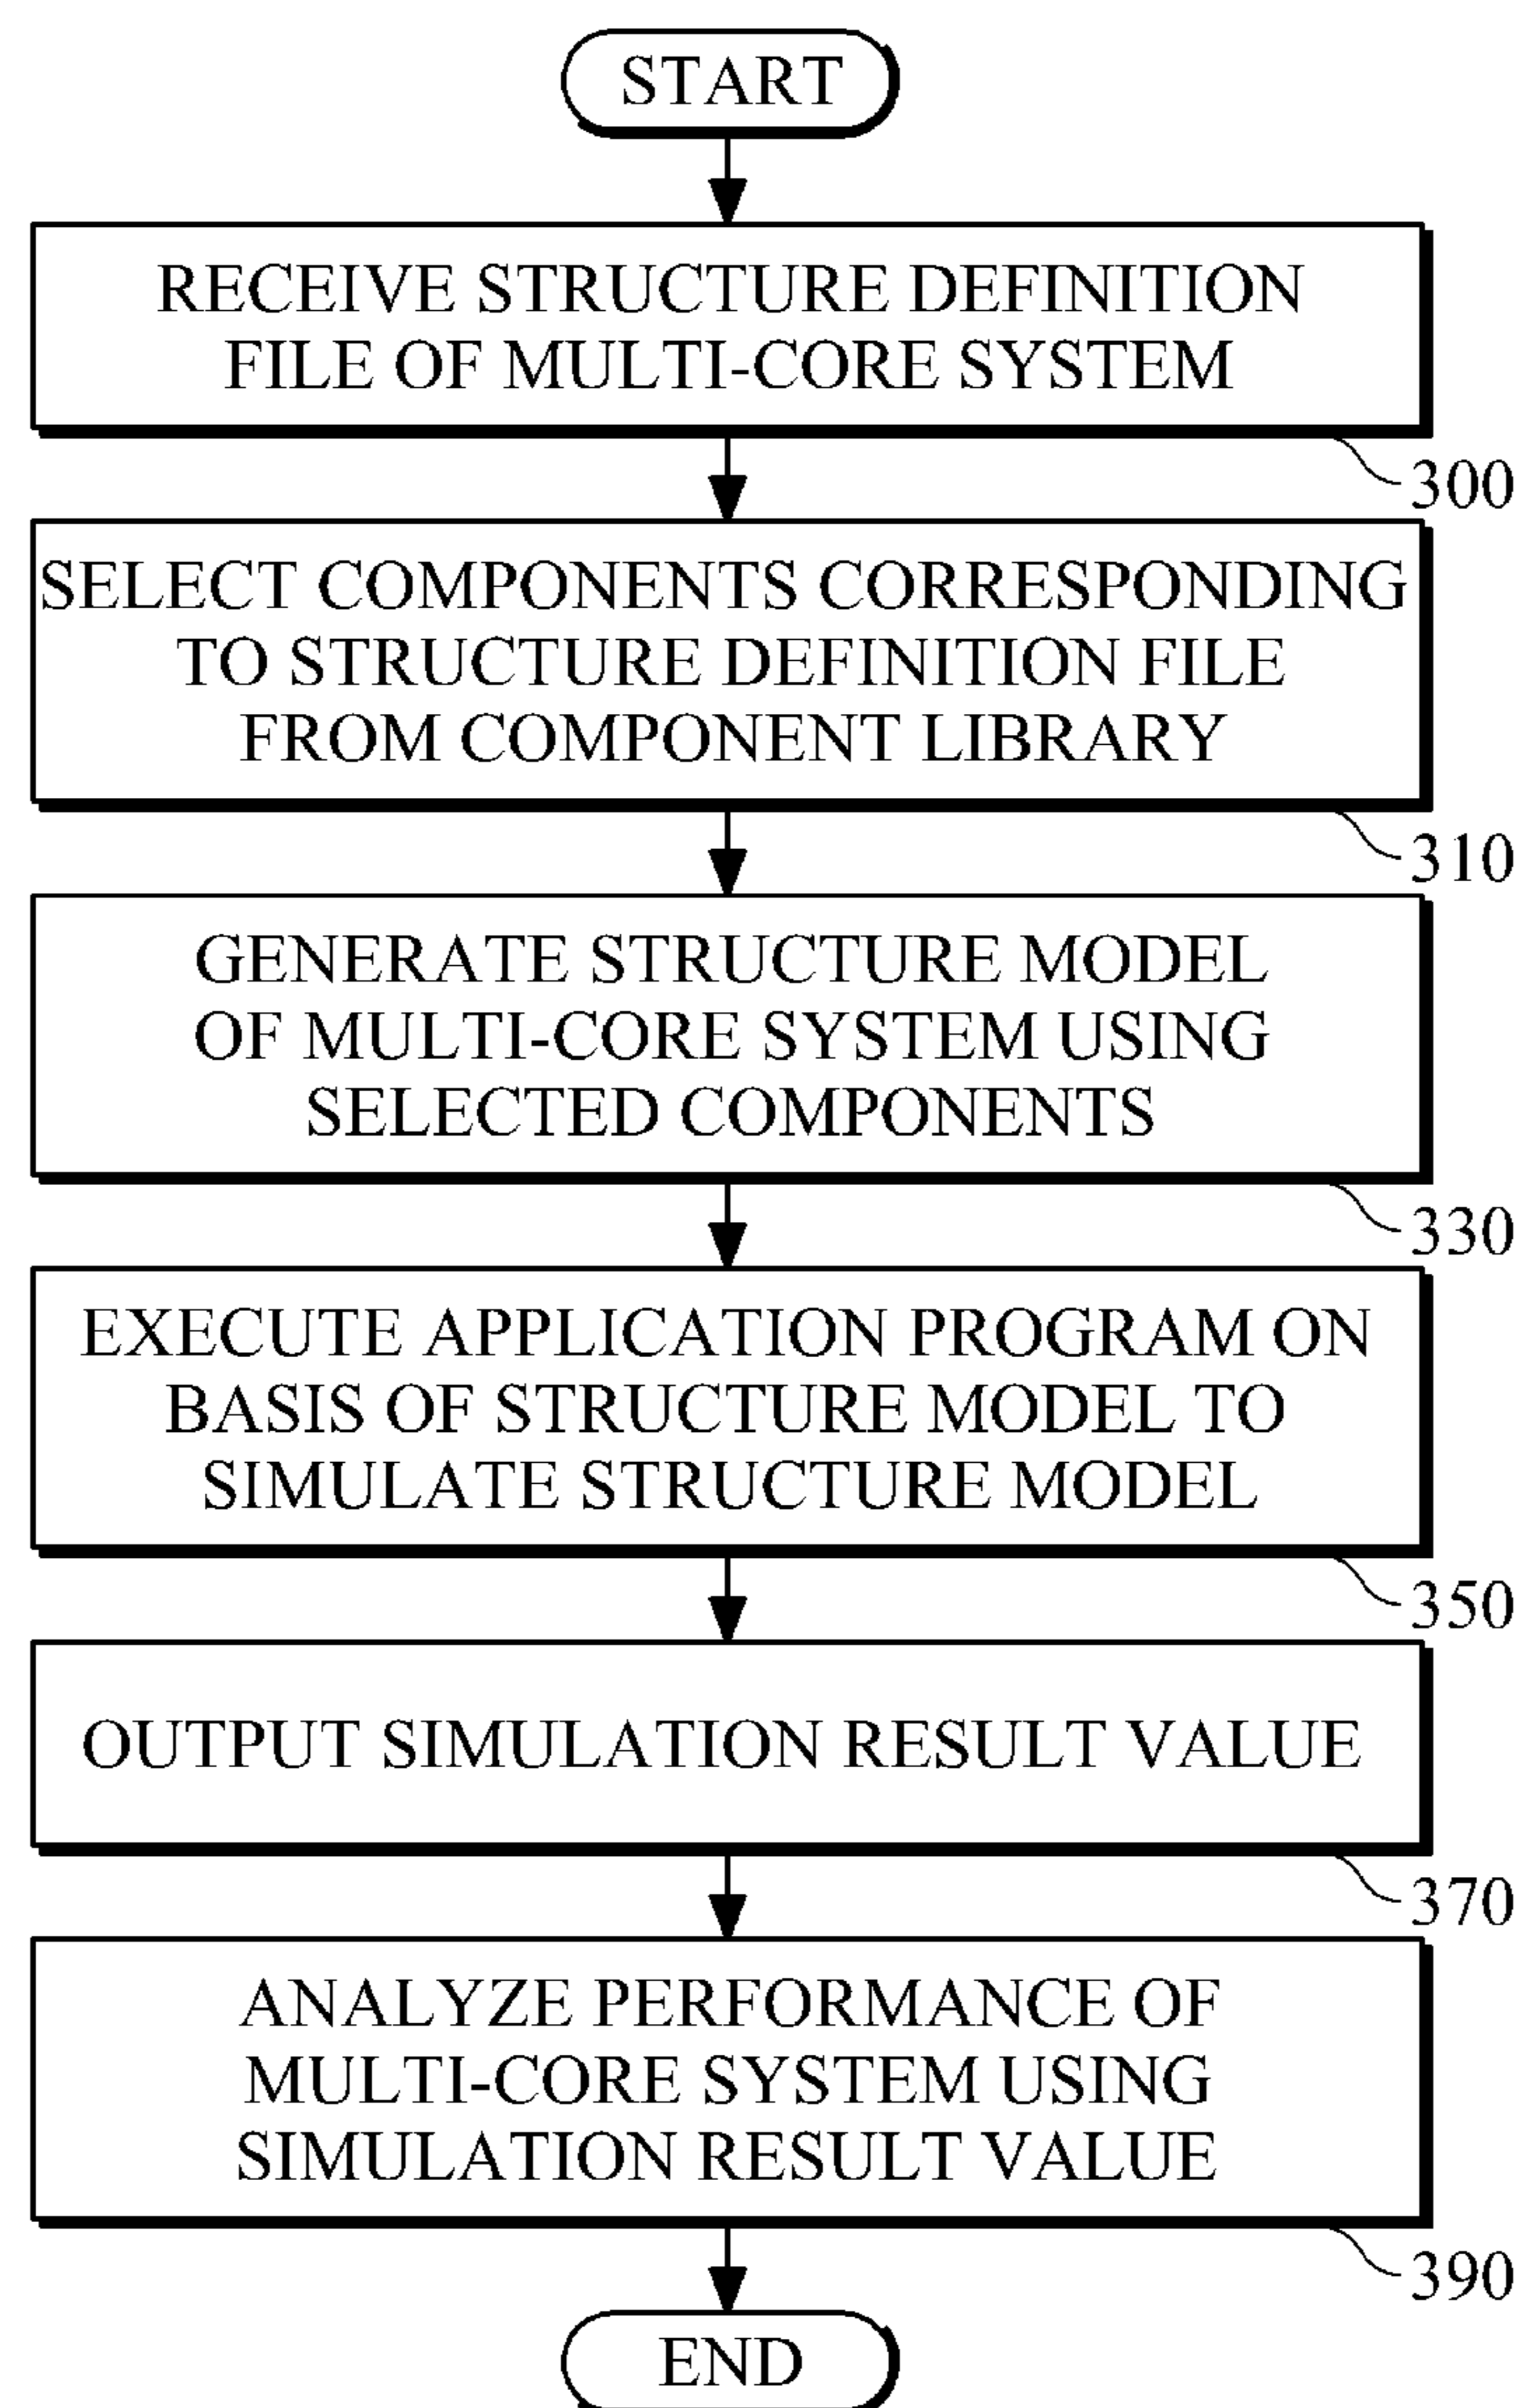 START
RECEIVE STRUCTURE DEFINITION
FILE OF MULTI-CORE SYSTEM
300
SELECT COMPONENTS CORRESPONDING
TO STRUCTURE DEFINITION FILE
FROM COMPONENT LIBRARY
310
GENERATE STRUCTURE MODEL
OF MULTI-CORE SYSTEM USING
SELECTED COMPONENTS
330
EXECUTE APPLICATION PROGRAM ON
BASIS OF STRUCTURE MODEL TO
SIMULATE STRUCTURE MODEL
350
OUTPUT SIMULATION RESULT VALUE
370
ANALYZE PERFORMANCE OF
MULTI-CORE SYSTEM USING
SIMULATION RESULT VALUE
390
END